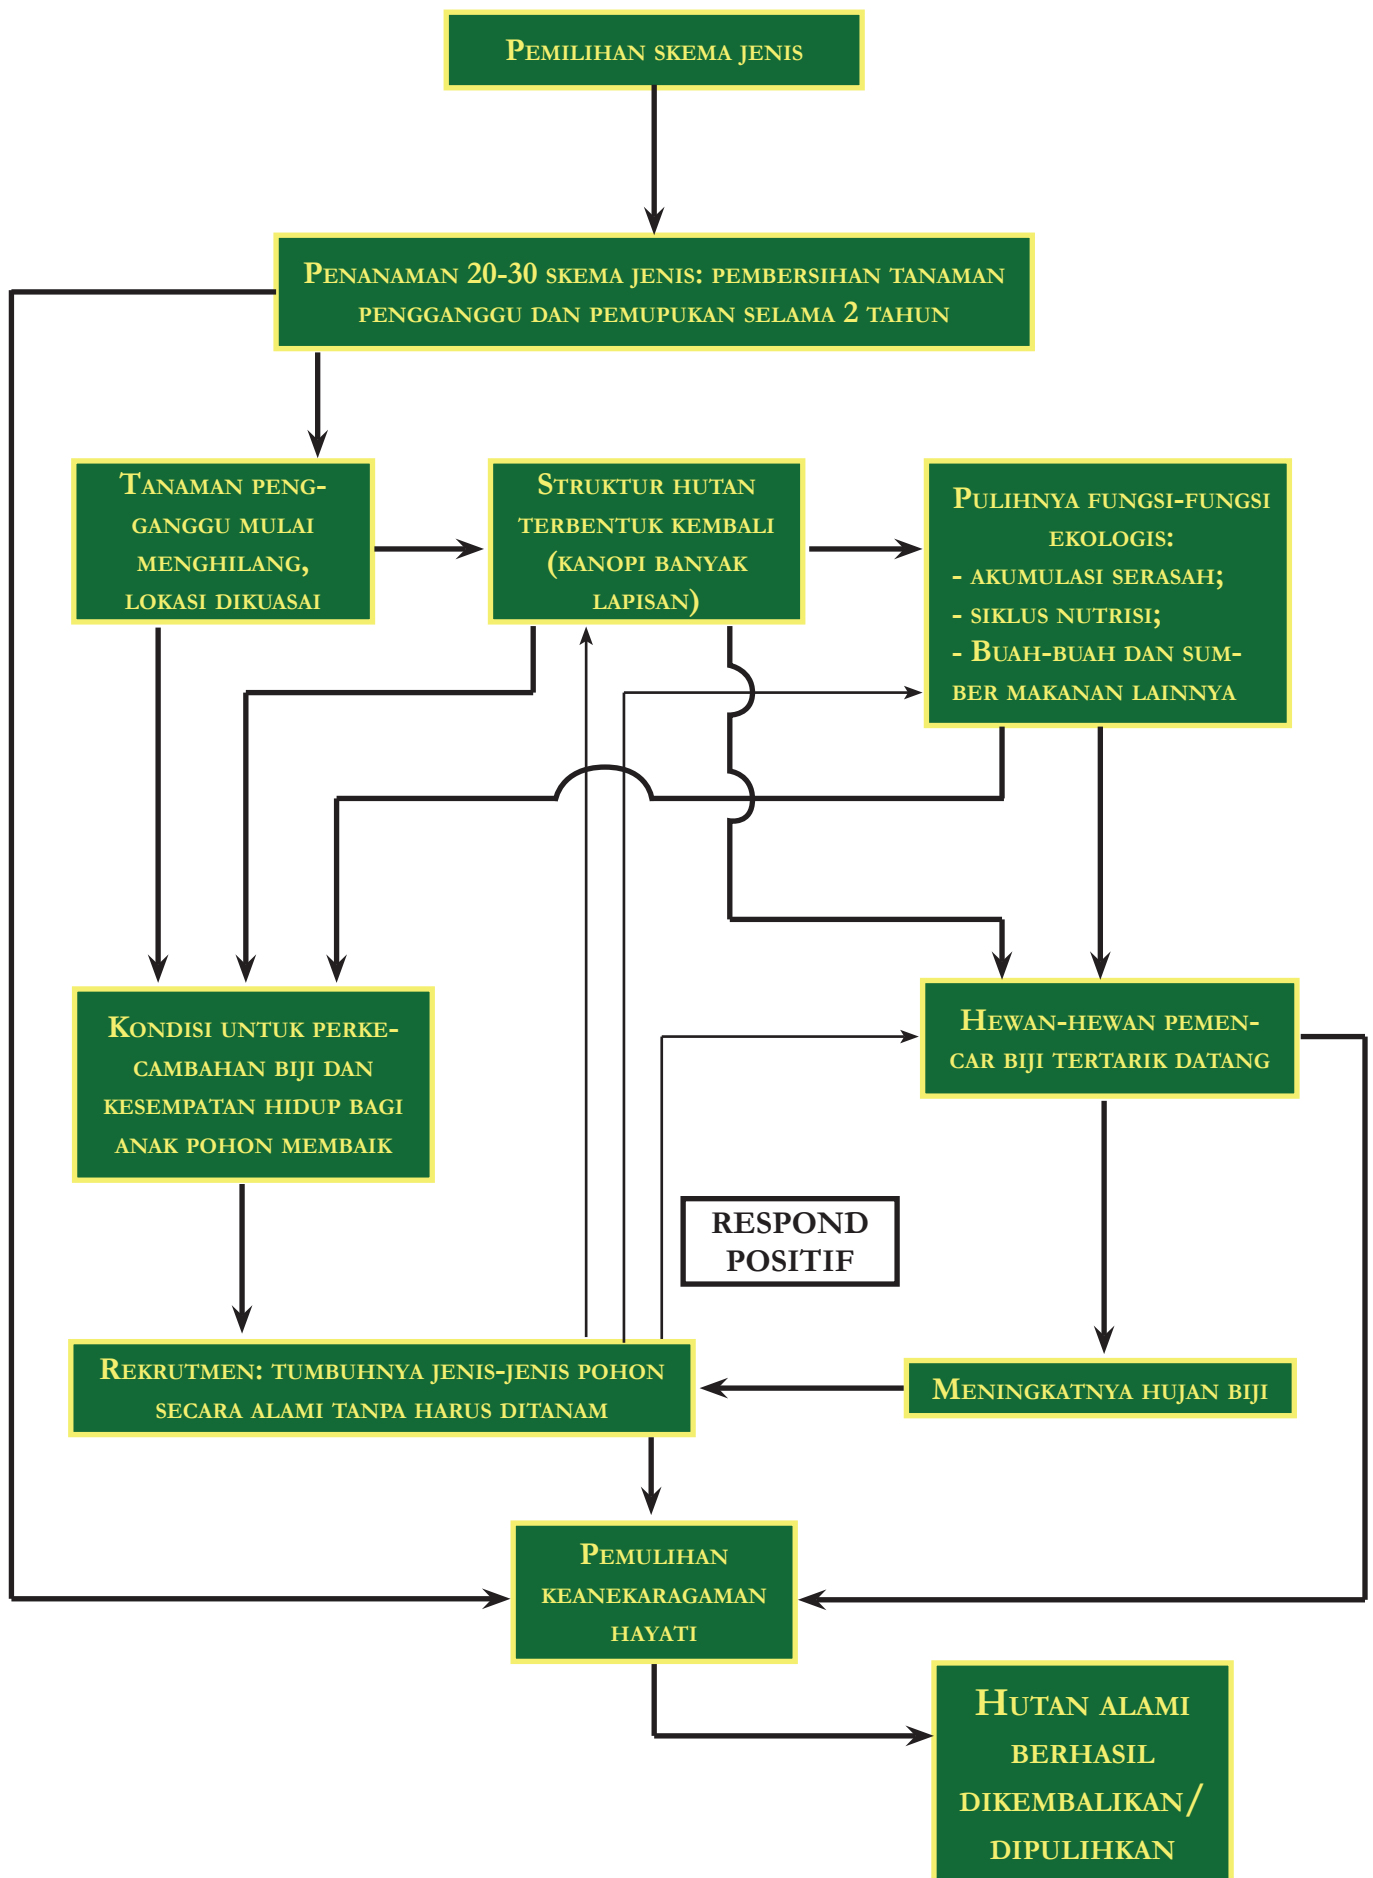 Pemilihan skema jenis
Penanaman 20-30 skema jenis: pembersihan tanaman
pengganggu dan pemupukan selama 2 tahun
Tanaman peng-
ganggu mulai
menghilang,
lokasi dikuasai
Struktur hutan
terbentuk kembali
(kanopi banyak
lapisan)
Pulihnya fungsi-fungsi
ekologis:
- akumulasi serasah;
- siklus nutrisi;
- Buah-buah dan sum-
ber makanan lainnya
Kondisi untuk perke-
cambahan biji dan
kesempatan hidup bagi
anak pohon membaik
Hewan-hewan pemen-
car biji tertarik datang
RESPOND
POSITIF
Rekrutmen: tumbuhnya jenis-jenis pohon
secara alami tanpa harus ditanam
Meningkatnya hujan biji
Pemulihan
keanekaragaman
hayati
Hutan alami
berhasil
dikembalikan/
dipulihkan